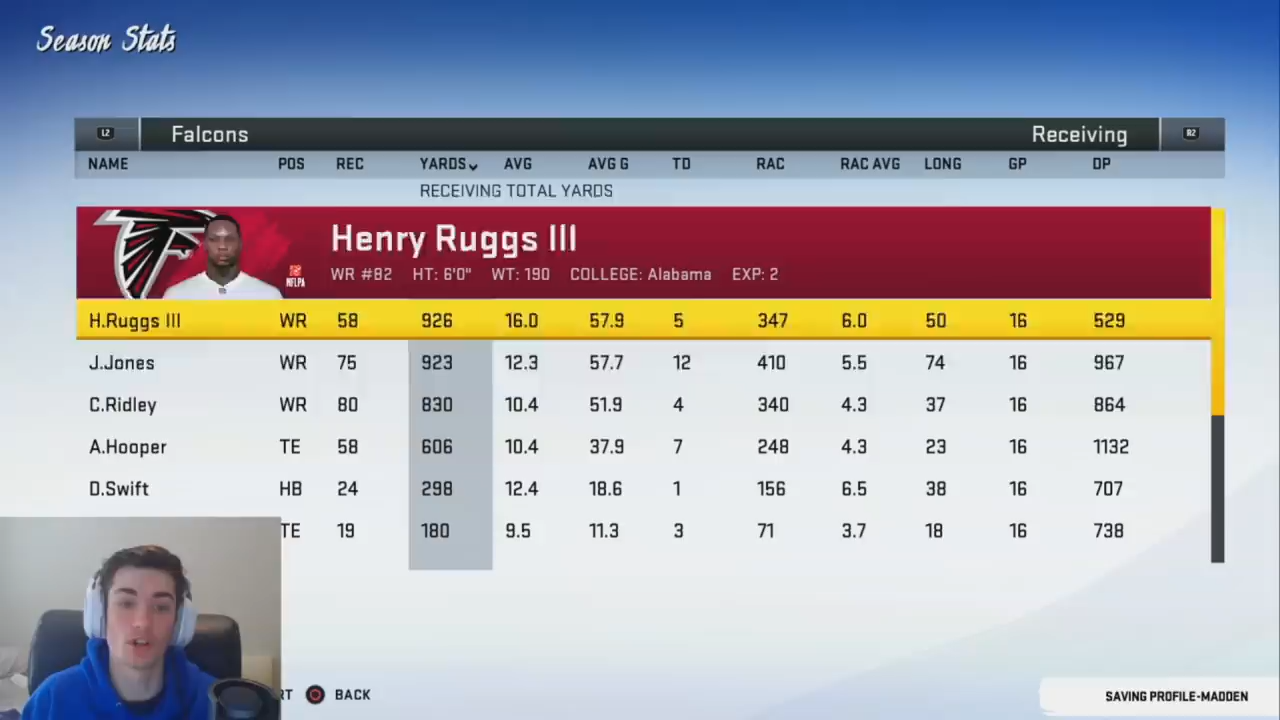 Season Stats
L2 Falcons Receiving R2
NAME POS REC YARDS AVG AVG G TD RAC RAC AVG LONG GP DP
RECEIVING TOTAL YARDS
Henry Ruggs III
WR #82 HT: 6'0" WT: 190 COLLEGE: Alabama EXP: 2
NFLPA
H.Ruggs III WR 58 926 16.0 57.9 5 347 6.0 50 16 529
J.Jones WR 75 923 12.3 57.7 12 410 5.5 74 16 967
C.Ridley WR 80 830 10.4 51.9 4 340 4.3 37 16 864
A.Hooper TE 58 606 10.4 37.9 7 248 4.3 23 16 1132
D.Swift HB 24 298 12.4 18.6 1 156 6.5 38 16 707
TE 19 180 9.5 11.3 3 71 3.7 18 16 738
RT BACK
SAVING PROFILE-MADDEN